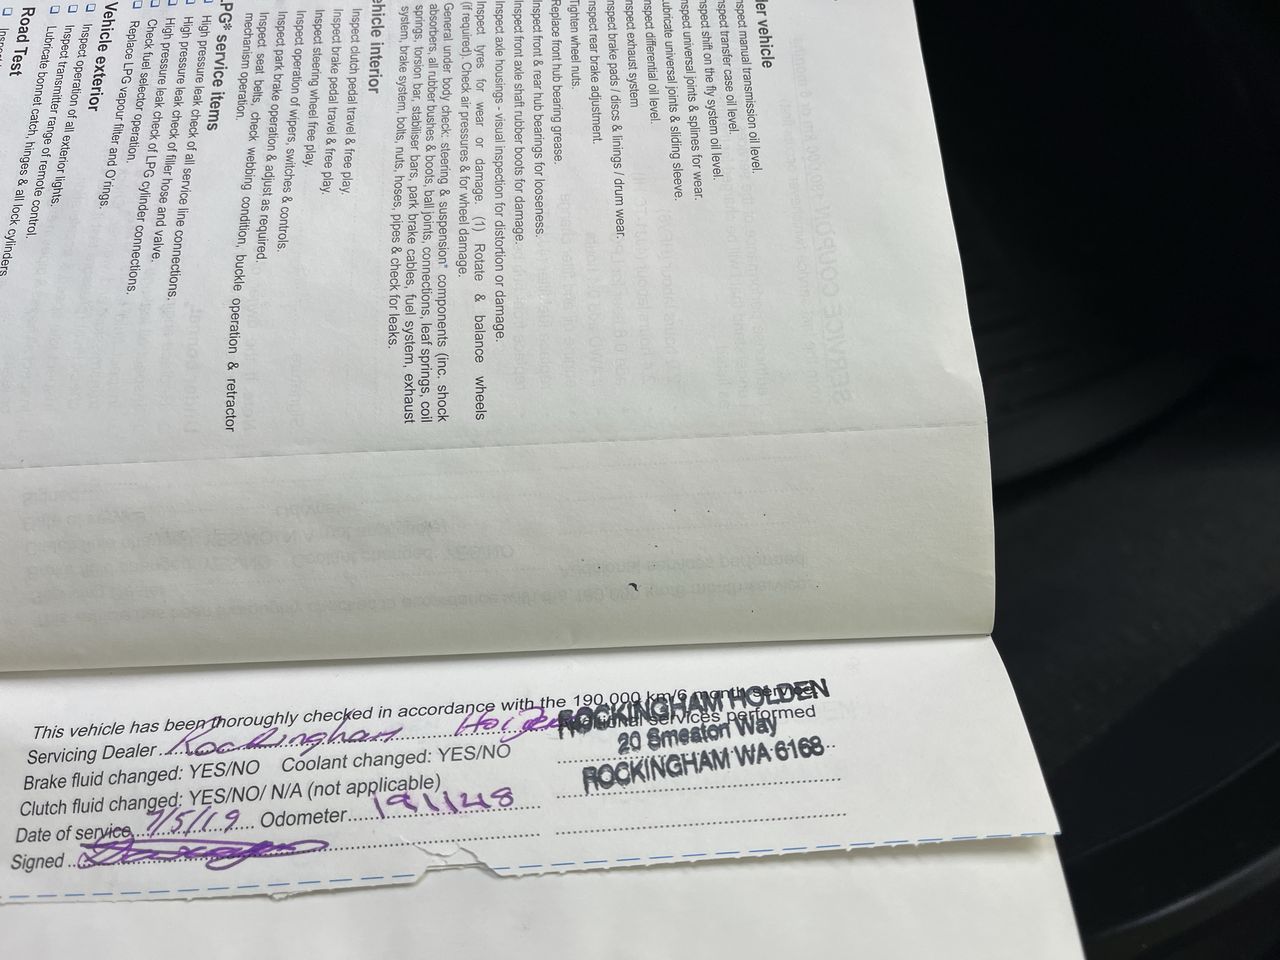 der vehicle
nspect manual transmission oil level.
nspect transfer case oil level.
nspect shift on the fly system oil level.
nspect universal joints & splines for wear.
ubricate universal joints & sliding sleeve.
nspect differential oil level.
nspect exhaust system
nspect brake pads / discs & linings / drum wear.
nspect rear brake adjustment.
Tighten wheel nuts.
Replace front hub bearing grease.
Inspect front & rear hub bearings for looseness.
Inspect front axle shaft rubber boots for damage.
Inspect axle housings - visual inspection for distortion or damage.
Inspect tyres for wear or damage. (1) Rotate & balance wheels
(if required). Check air pressures & for wheel damage.
General under body check: steering & suspension* components (inc. shock
absorbers, all rubber bushes & boots, ball joints, connections, leaf springs, coil
springs, torsion bar, stabiliser bars, park brake cables, fuel system, exhaust
system, brake system, bolts, nuts, hoses, pipes & check for leaks.
ehicle interior
Inspect clutch pedal travel & free play.
Inspect brake pedal travel & free play.
Inspect steering wheel free play.
Inspect operation of wipers, switches & controls.
Inspect park brake operation & adjust as required.
Inspect seat belts, check webbing condition, buckle operation & retractor
mechanism operation.
LPG* service items
High pressure leak check of all service line connections.
High pressure leak check of filler hose and valve.
Check fuel selector operation.
High pressure leak check of LPG cylinder connections.
Replace LPG vapour filter and O'rings.
Vehicle exterior
Inspect operation of all exterior lights.
Inspect transmitter range of remote control.
Lubricate bonnet catch, hinges & all lock cylinders.
Road Test
This vehicle has been thoroughly checked in accordance with the 190,000 km/6 month service
Servicing Dealer Rockingham Holden
Additional services performed
Brake fluid changed: YES/NO Coolant changed: YES/NO
Clutch fluid changed: YES/NO/ N/A (not applicable)
Date of service 7/5/19 Odometer 191148
Signed
ROCKINGHAM HOLDEN
20 Smeaton Way
ROCKINGHAM WA 6168